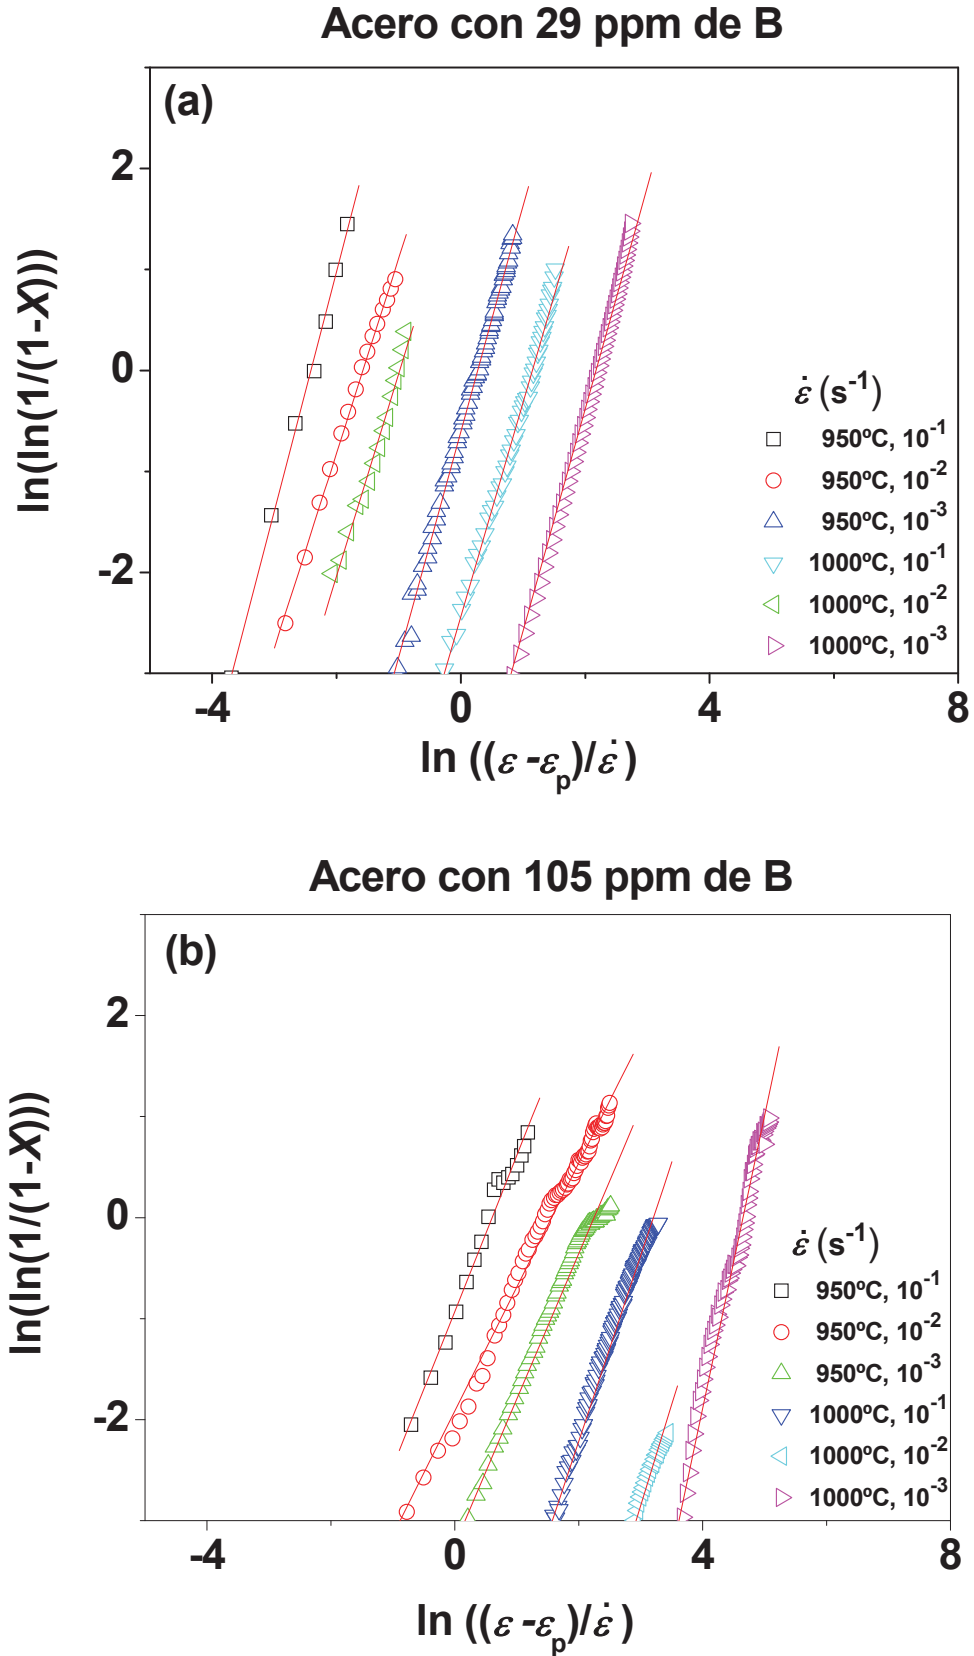 Acero con 29 ppm de B
(a)
ln(ln(1/(1-X)))
2
0
-2
ε̇ (s⁻¹)
950ºC, 10⁻¹
950ºC, 10⁻²
950ºC, 10⁻³
1000ºC, 10⁻¹
1000ºC, 10⁻²
1000ºC, 10⁻³
-4 0 4 8
ln ((ε -εₚ)/ε̇ )
Acero con 105 ppm de B
(b)
ln(ln(1/(1-X)))
2
0
-2
ε̇ (s⁻¹)
950ºC, 10⁻¹
950ºC, 10⁻²
950ºC, 10⁻³
1000ºC, 10⁻¹
1000ºC, 10⁻²
1000ºC, 10⁻³
-4 0 4 8
ln ((ε -εₚ)/ε̇ )